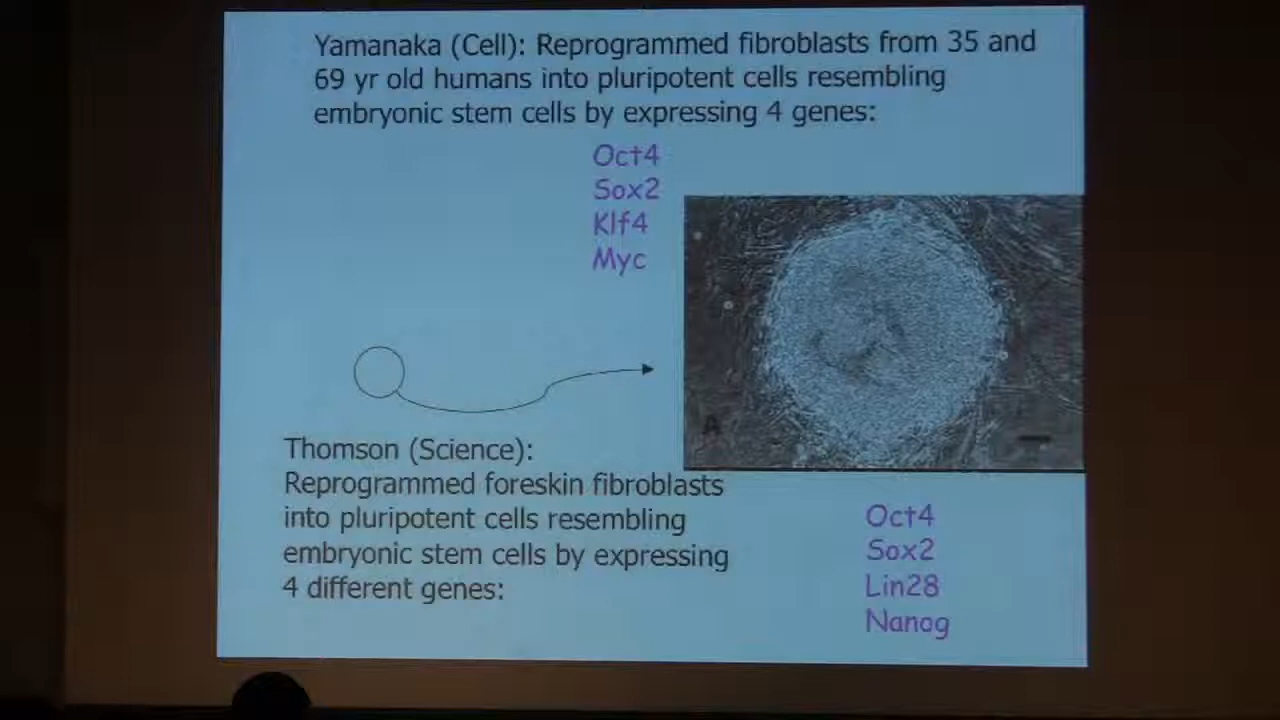 Yamanaka (Cell): Reprogrammed fibroblasts from 35 and
69 yr old humans into pluripotent cells resembling
embryonic stem cells by expressing 4 genes:
Oct4
Sox2
Klf4
Myc
A
Thomson (Science):
Reprogrammed foreskin fibroblasts
into pluripotent cells resembling
embryonic stem cells by expressing
4 different genes:
Oct4
Sox2
Lin28
Nanog